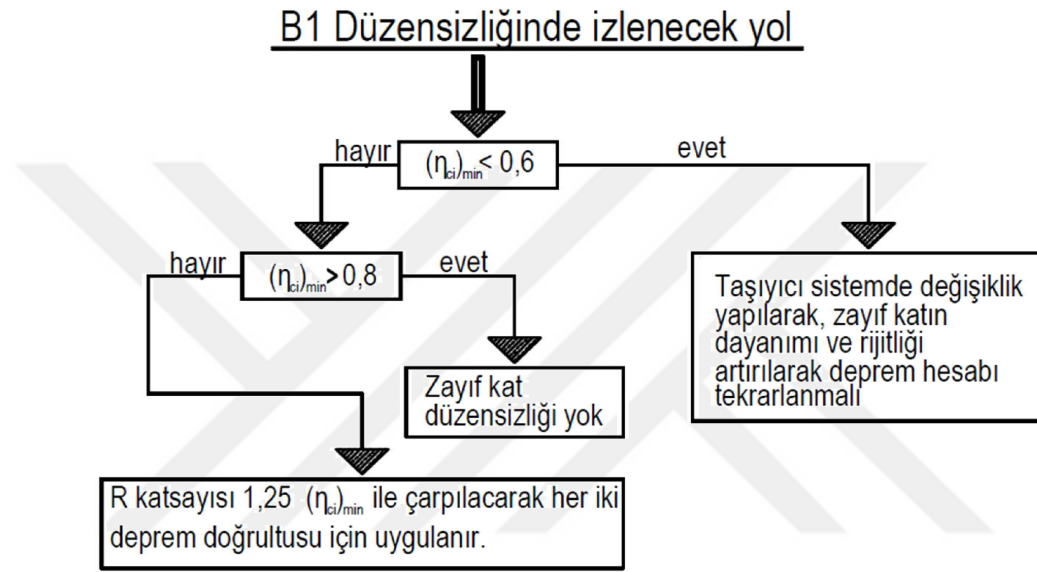 B1 Düzensizliğinde izlenecek yol
hayır
(η_ci)_min < 0,6
evet
hayır
(η_ci)_min > 0,8
evet
Taşıyıcı sistemde değişiklik
yapılarak, zayıf katın
dayanımı ve rijitliği
artırılarak deprem hesabı
tekrarlanmalı
Zayıf kat
düzensizliği yok
R katsayısı 1,25 (η_ci)_min ile çarpılacarak her iki
deprem doğrultusu için uygulanır.